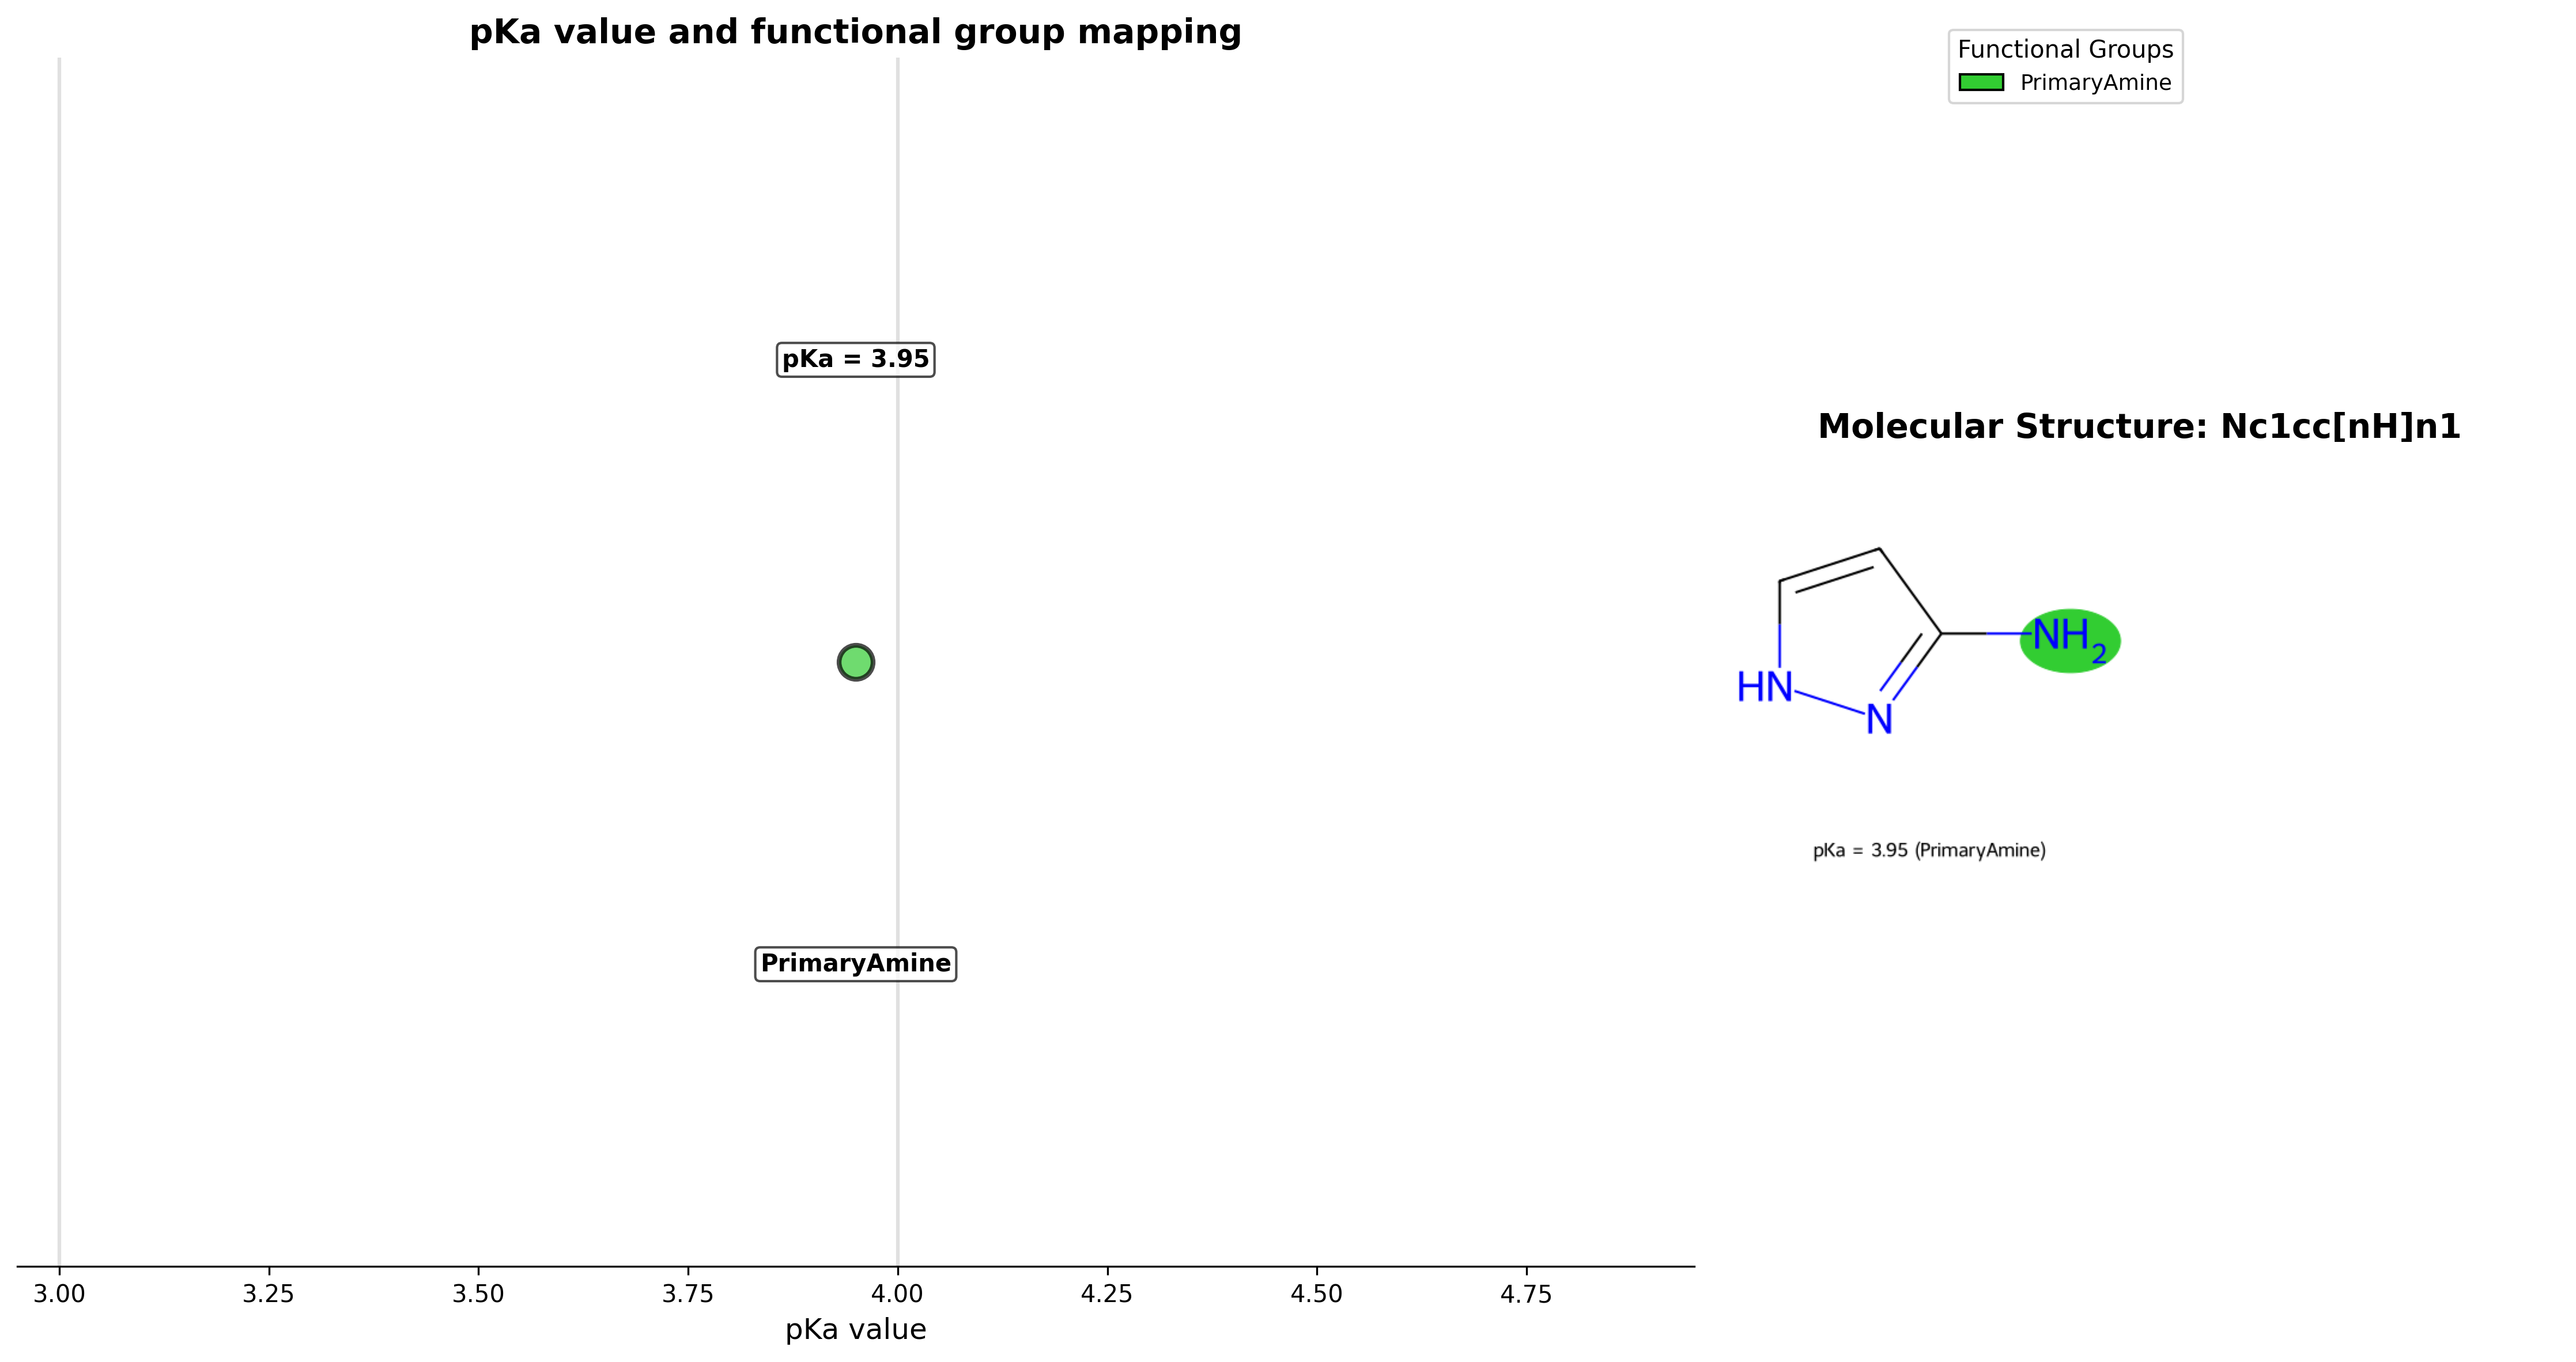 pKa value and functional group mapping
pKa = 3.95
PrimaryAmine
3.00 3.25 3.50 3.75 4.00 4.25 4.50 4.75
pKa value
Functional Groups
PrimaryAmine
Molecular Structure: Nc1cc[nH]n1
NH2
HN
N
pKa = 3.95 (PrimaryAmine)